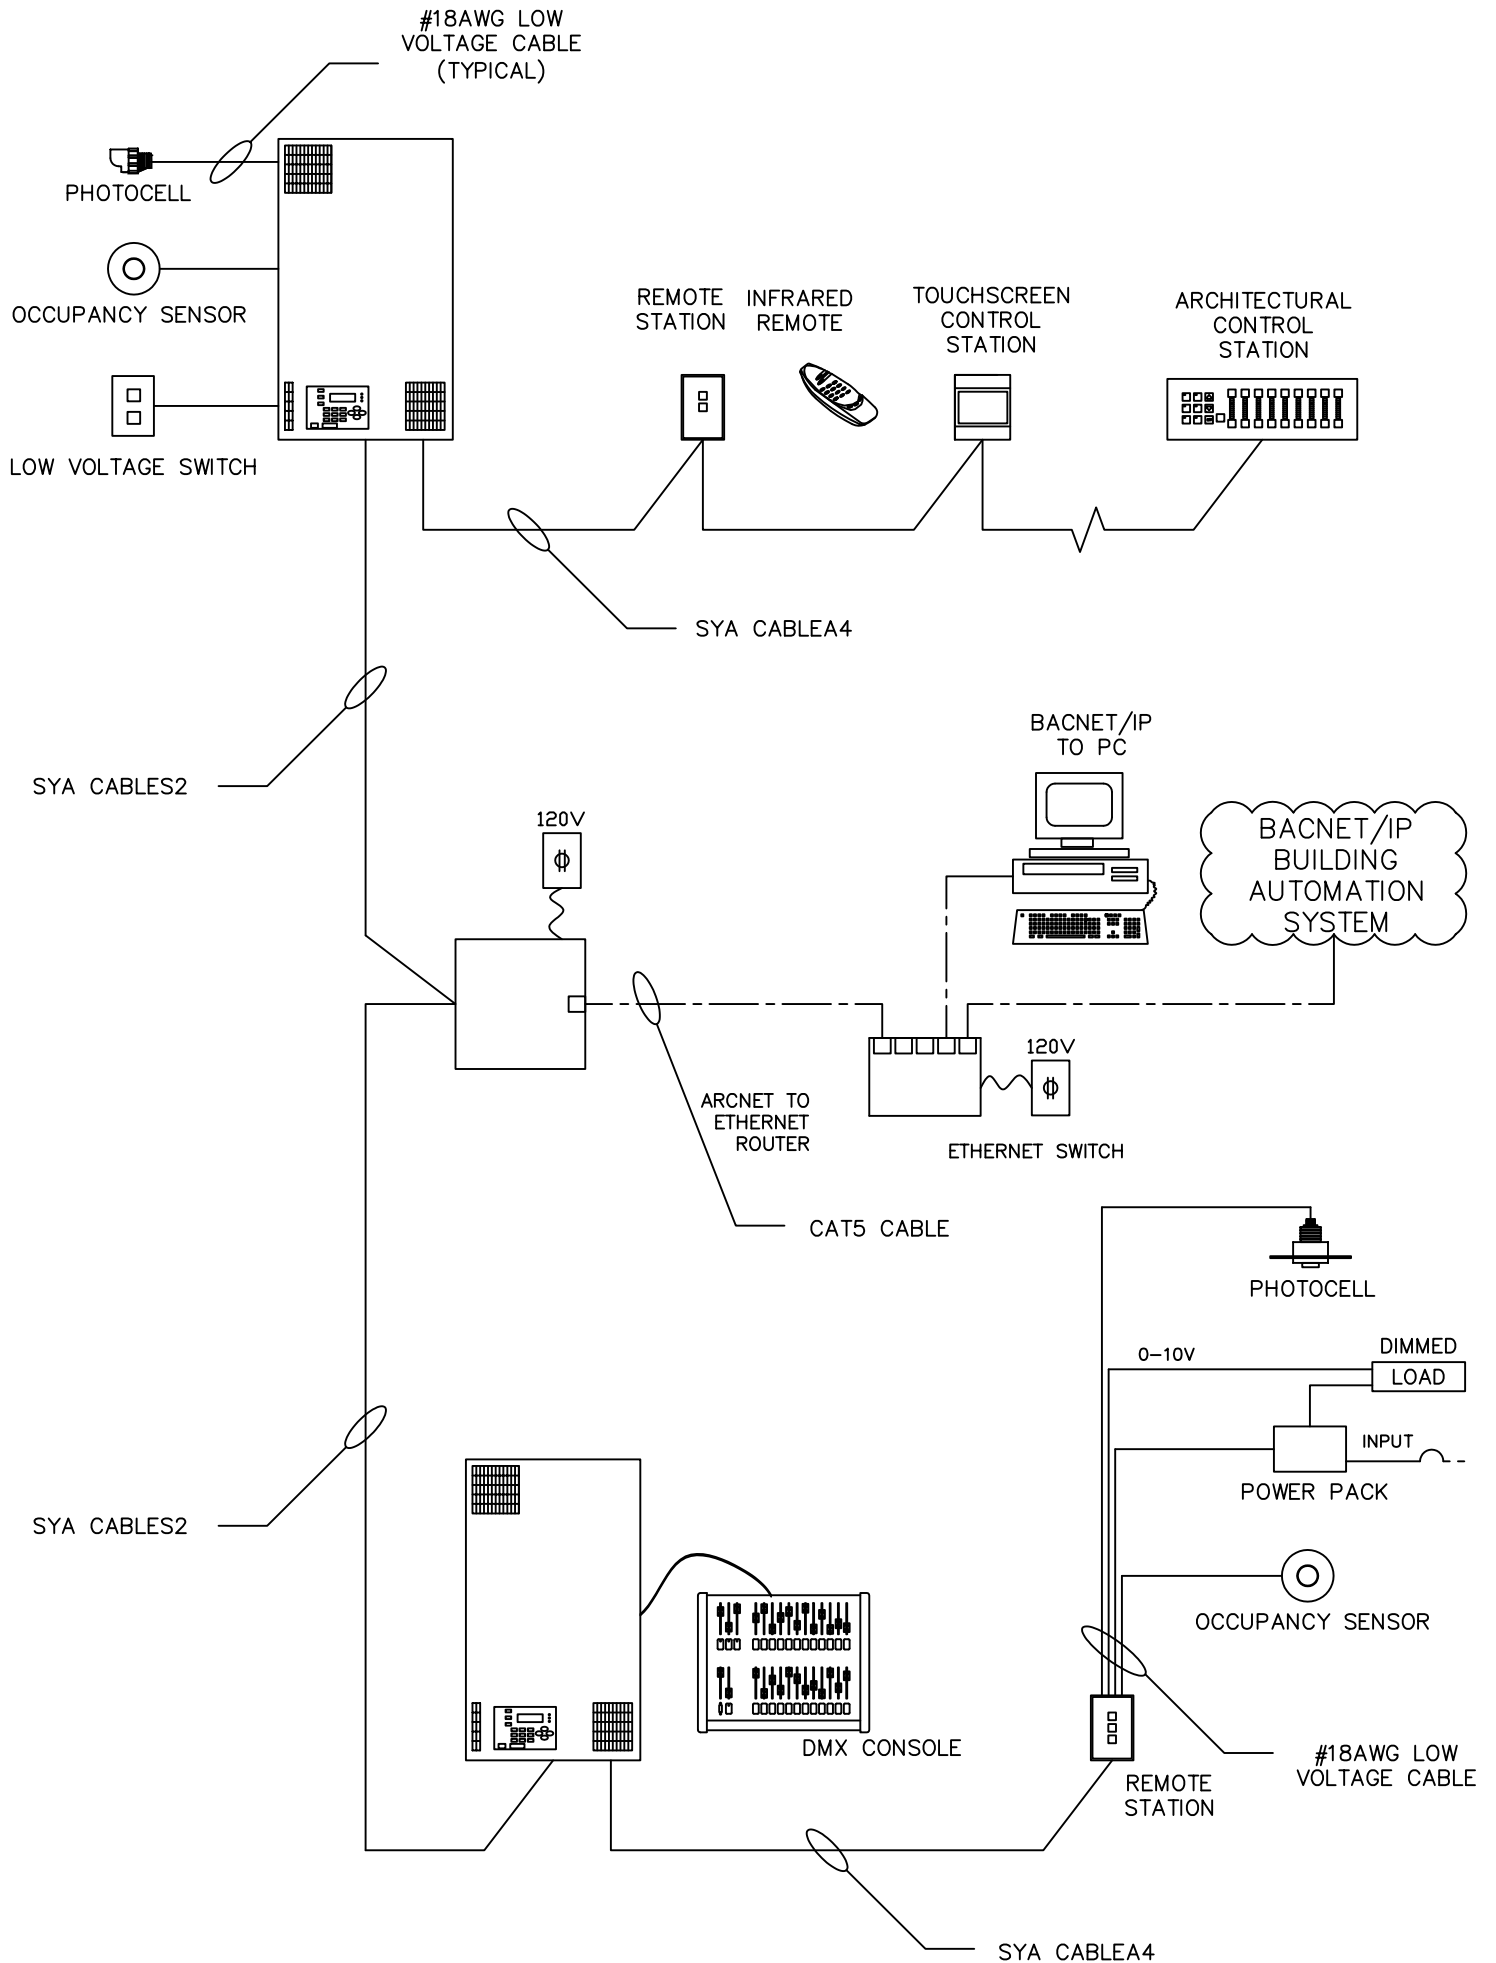 #18AWG LOW
VOLTAGE CABLE
(TYPICAL)
PHOTOCELL
OCCUPANCY SENSOR
LOW VOLTAGE SWITCH
REMOTE
STATION
INFRARED
REMOTE
TOUCHSCREEN
CONTROL
STATION
ARCHITECTURAL
CONTROL
STATION
SYA CABLEA4
SYA CABLES2
BACNET/IP
TO PC
120V
BACNET/IP
BUILDING
AUTOMATION
SYSTEM
120V
ARCNET TO
ETHERNET
ROUTER
ETHERNET SWITCH
CAT5 CABLE
PHOTOCELL
0-10V
DIMMED
LOAD
INPUT
POWER PACK
SYA CABLES2
OCCUPANCY SENSOR
DMX CONSOLE
#18AWG LOW
VOLTAGE CABLE
REMOTE
STATION
SYA CABLEA4